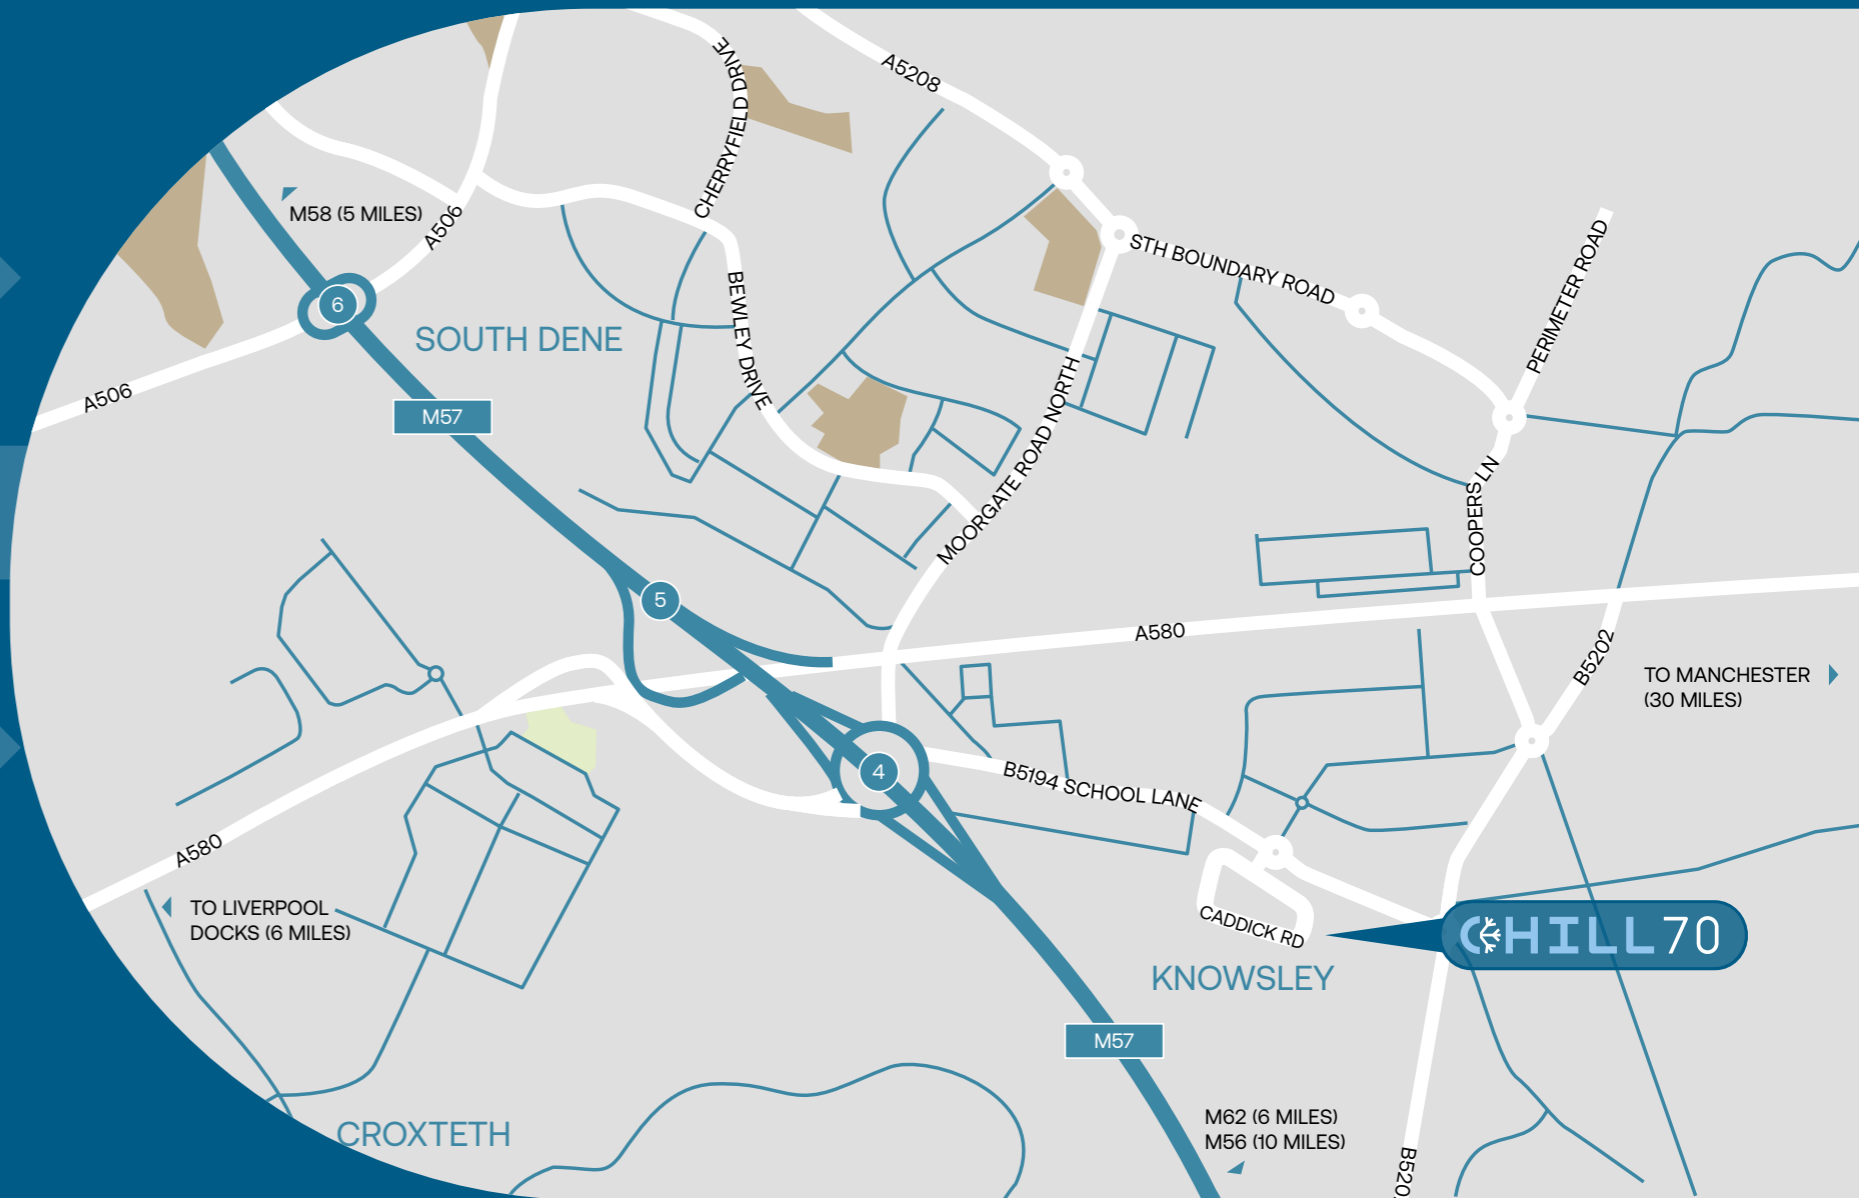 CHERRYFIELD DRIVE
A5208
M58 (5 MILES)
A506
STH BOUNDARY ROAD
PERIMETER ROAD
6
SOUTH DENE
BEWLEY DRIVE
A506
M57
MOORGATE ROAD NORTH
COOPERS LN
5
A580
B5202
TO MANCHESTER
(30 MILES)
4
B5194 SCHOOL LANE
A580
TO LIVERPOOL
DOCKS (6 MILES)
CADDICK RD
CHILL70
KNOWSLEY
M57
CROXTETH
M62 (6 MILES)
M56 (10 MILES)
B520